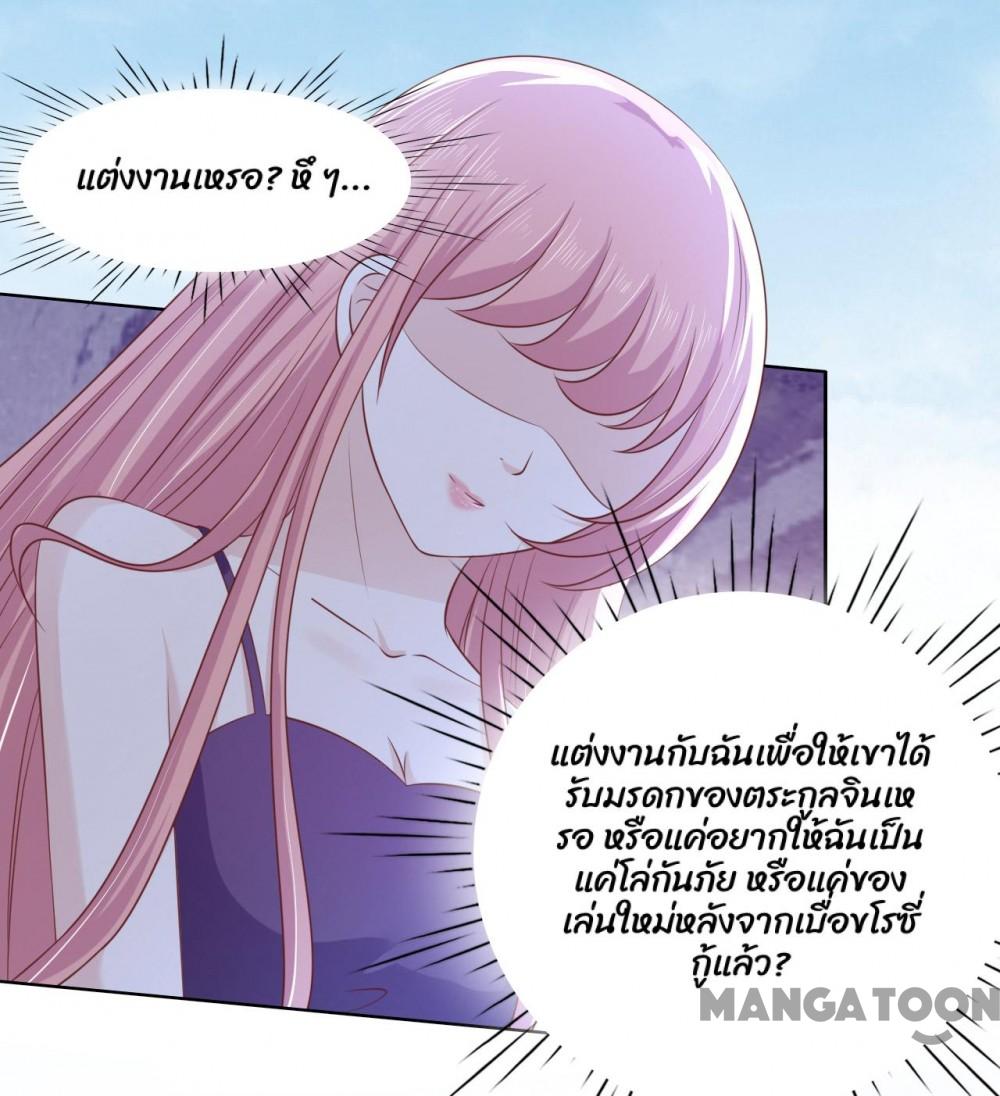 แต่งงานเหรอ? หึ ๆ...
แต่งงานกับฉันเพื่อให้เขาได้
รับมรดกของตระกูลจินเห
รอ หรือแค่อยากให้ฉันเป็น
แค่โล่กันภัย หรือแค่ของ
เล่นใหม่หลังจากเบื่อขโรซี่
กู้แล้ว?
MANGATOON